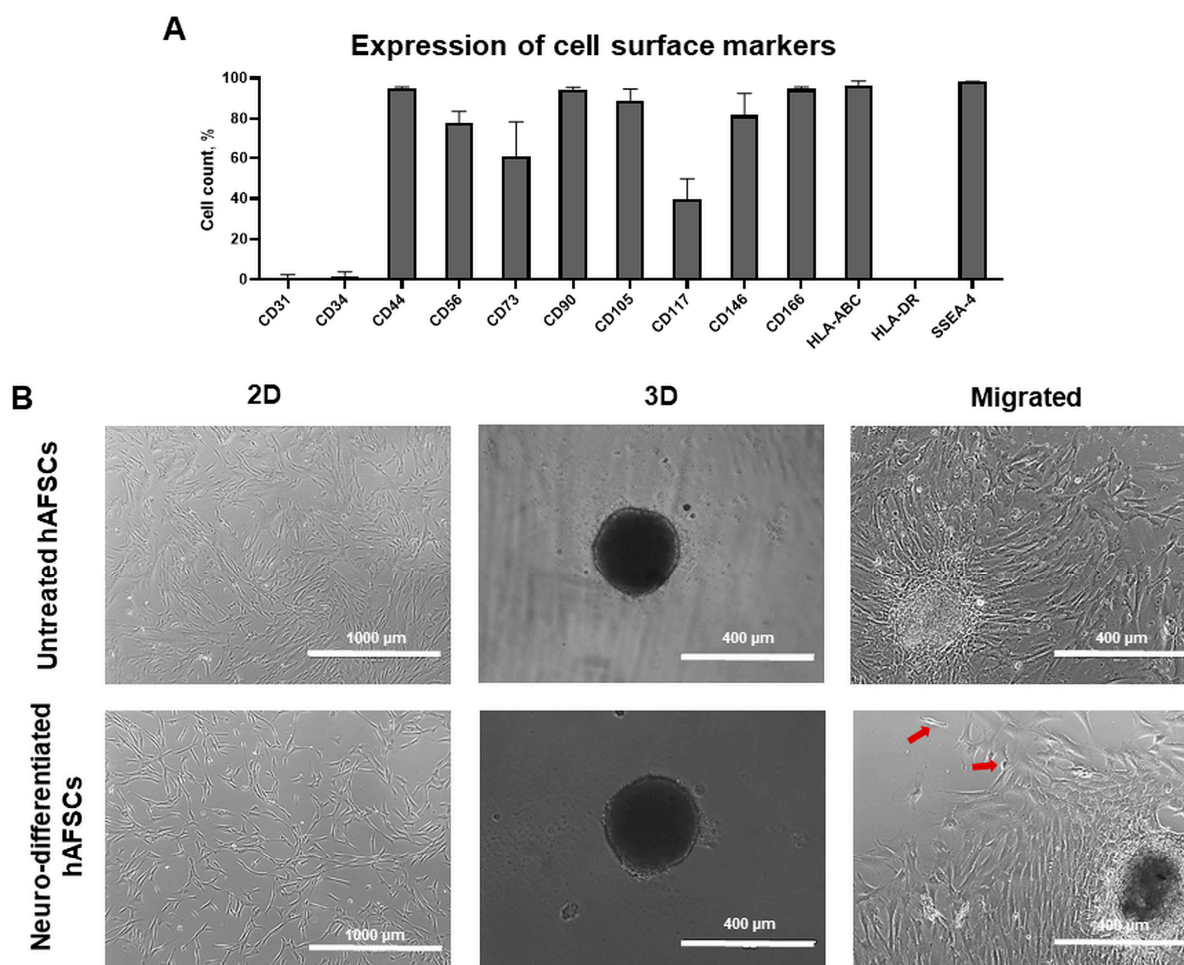 A
Expression of cell surface markers
Cell count, %
100
80
60
40
20
0
CD31
CD34
CD44
CD56
CD73
CD90
CD105
CD117
CD146
CD166
HLA-ABC
HLA-DR
SSEA-4
B
2D
3D
Migrated
Untreated hAFSCs
1000 µm
400 µm
400 µm
Neuro-differentiated
hAFSCs
1000 µm
400 µm
400 µm